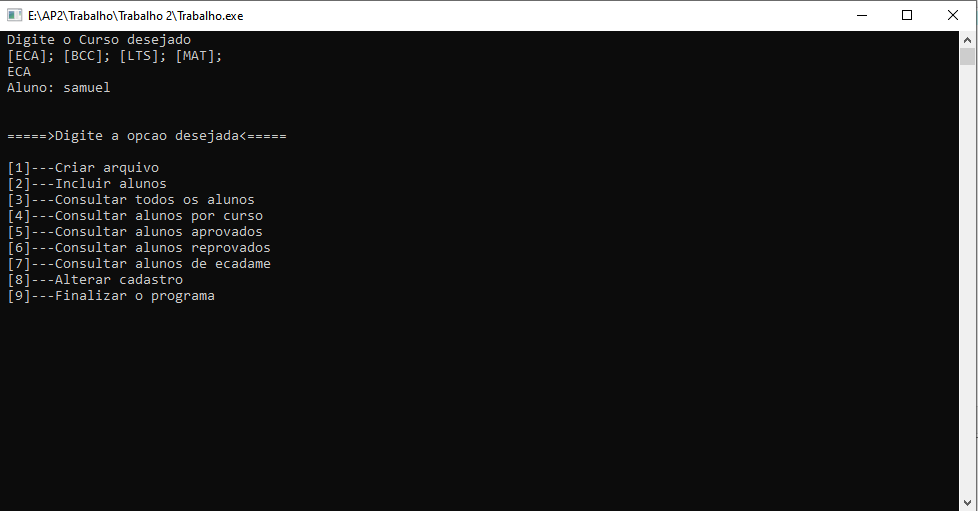 E:\AP2\Trabalho\Trabalho 2\Trabalho.exe
Digite o Curso desejado
[ECA]; [BCC]; [LTS]; [MAT];
ECA
Aluno: samuel
=====>Digite a opcao desejada<=====
[1]---Criar arquivo
[2]---Incluir alunos
[3]---Consultar todos os alunos
[4]---Consultar alunos por curso
[5]---Consultar alunos aprovados
[6]---Consultar alunos reprovados
[7]---Consultar alunos de ecadame
[8]---Alterar cadastro
[9]---Finalizar o programa